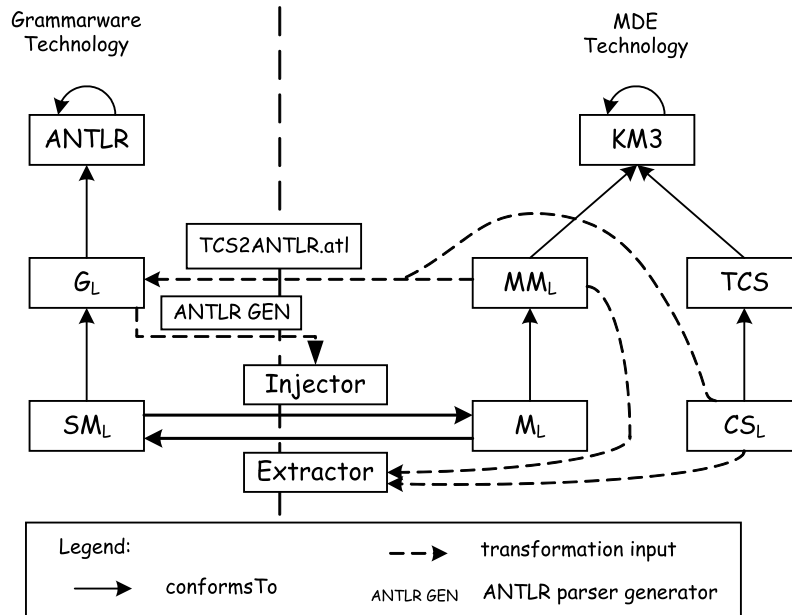 Grammarware
Technology
MDE
Technology
ANTLR
KM3
TCS2ANTLR.atl
GL
MML
TCS
ANTLR GEN
Injector
SML
ML
CSL
Extractor
Legend:
transformation input
conformsTo
ANTLR GEN
ANTLR parser generator